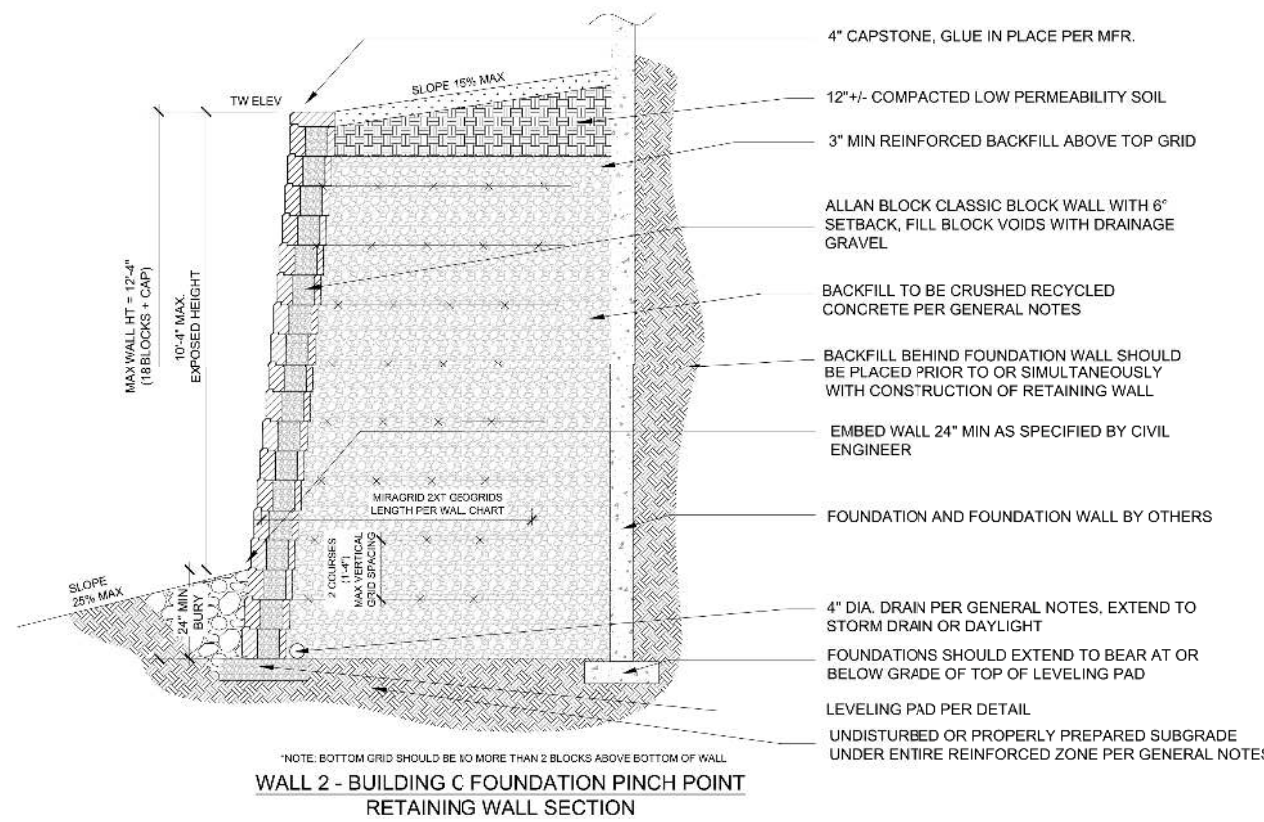 4" CAPSTONE, GLUE IN PLACE PER MFR.
SLOPE 15% MAX
TW ELEV
12"+/- COMPACTED LOW PERMEABILITY SOIL
3" MIN REINFORCED BACKFILL ABOVE TOP GRID
ALLAN BLOCK CLASSIC BLOCK WALL WITH 6°
SETBACK, FILL BLOCK VOIDS WITH DRAINAGE
GRAVEL
MAX WALL HT = 12'-4"
(18 BLOCKS + CAP)
10'-4" MAX.
EXPOSED HEIGHT
BACKFILL TO BE CRUSHED RECYCLED
CONCRETE PER GENERAL NOTES
BACKFILL BEHIND FOUNDATION WALL SHOULD
BE PLACED PRIOR TO OR SIMULTANEOUSLY
WITH CONSTRUCTION OF RETAINING WALL
EMBED WALL 24" MIN AS SPECIFIED BY CIVIL
ENGINEER
MIRAGRID 2XT GEOGRIDS
LENGTH PER WALL CHART
FOUNDATION AND FOUNDATION WALL BY OTHERS
2 COURSES
(1'-4")
MAX VERTICAL
GRID SPACING
SLOPE
25% MAX
24" MIN
BURY
4" DIA. DRAIN PER GENERAL NOTES. EXTEND TO
STORM DRAIN OR DAYLIGHT
FOUNDATIONS SHOULD EXTEND TO BEAR AT OR
BELOW GRADE OF TOP OF LEVELING PAD
LEVELING PAD PER DETAIL
UNDISTURBED OR PROPERLY PREPARED SUBGRADE
UNDER ENTIRE REINFORCED ZONE PER GENERAL NOTES
*NOTE: BOTTOM GRID SHOULD BE NO MORE THAN 2 BLOCKS ABOVE BOTTOM OF WALL
WALL 2 - BUILDING C FOUNDATION PINCH POINT
RETAINING WALL SECTION